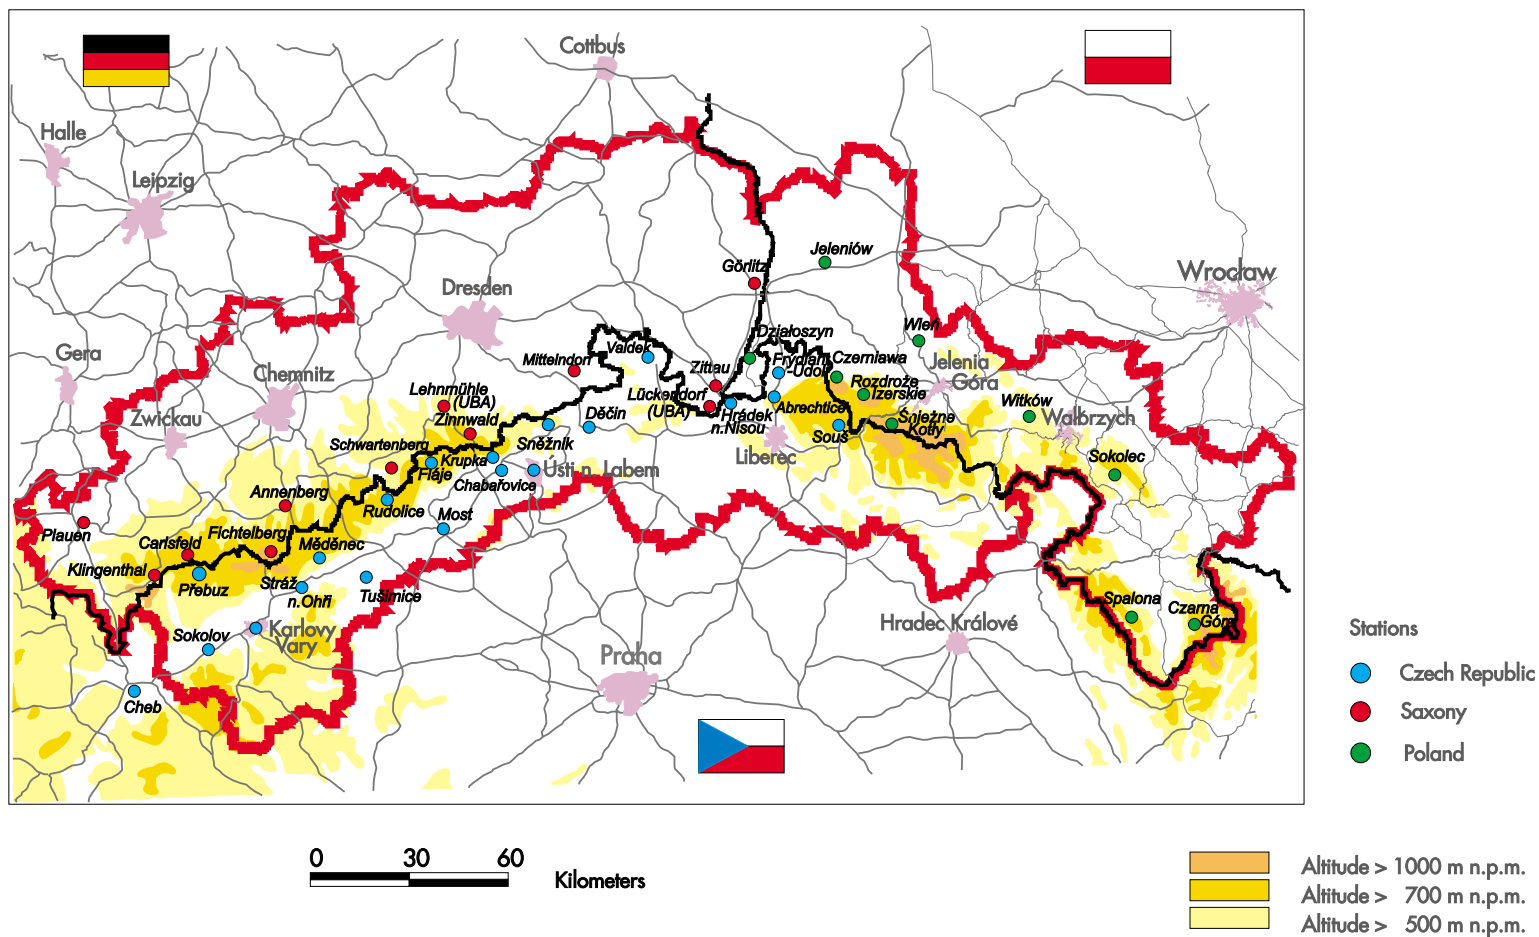 Cottbus
Halle
Leipzig
Jeleniów
Görlitz
Wrocław
Dresden
Działoszyn
Wleń
Gera
Valdek
Mittelndorf
Zittau
Frydlant
-Udoli
Czerniawa
Jelenia
Góra
Chemnitz
Lehnmühle
(UBA)
Lückendorf
(UBA)
Rozdroże
Izerskie
Witków
Zwickau
Zinnwald
Děčín
Hrádek
n.Nisou
Abrechtice
Śnieżne
Kotły
Wałbrzych
Schwartenberg
Sněžník
Souš
Krupka
Fláje
Liberec
Sokolec
Ústi n. Labem
Chabařovice
Annenberg
Rudolice
Most
Plauen
Fichtelberg
Carlsfeld
Měděnec
Klingenthal
Přebuz
Stráž
n.Ohří
Tušimice
Spalona
Czarna
Góra
Sokolov
Karlovy
Vary
Hradec Králové
Praha
Cheb
Stations
Czech Republic
Saxony
Poland
0 30 60
Kilometers
Altitude > 1000 m n.p.m.
Altitude > 700 m n.p.m.
Altitude > 500 m n.p.m.